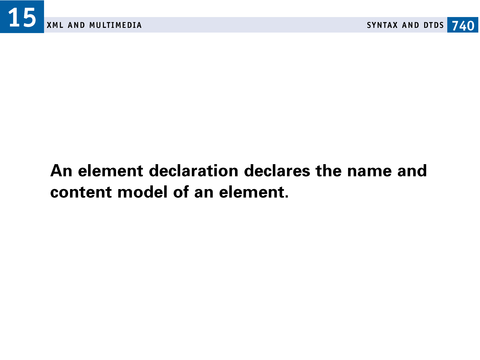 15 XML AND MULTIMEDIA SYNTAX AND DTDS 740
An element declaration declares the name and
content model of an element.